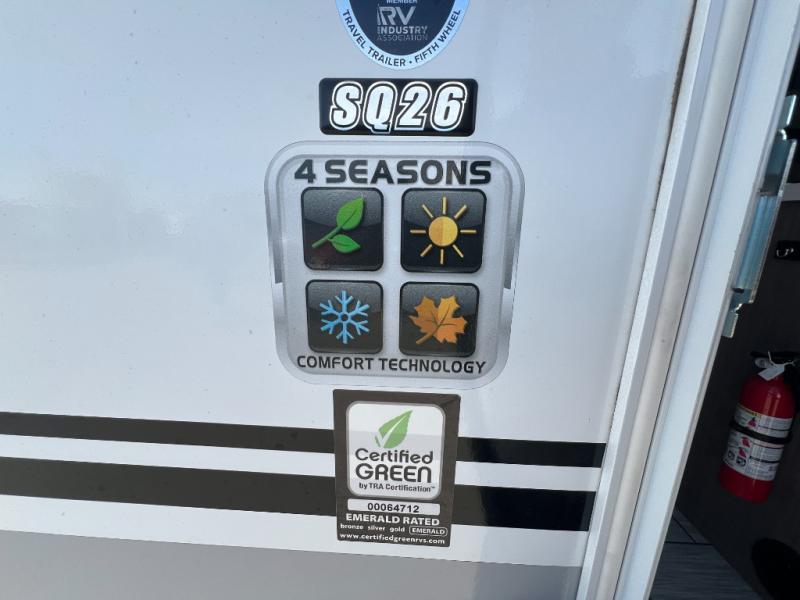 MEMBER
RV
INDUSTRY
ASSOCIATION
TRAVEL TRAILER • FIFTH WHEEL
SQ26
4 SEASONS
COMFORT TECHNOLOGY
Certified
GREEN
by TRA Certification™
00064712
EMERALD RATED
bronze silver gold EMERALD
www.certifiedgreenrvs.com